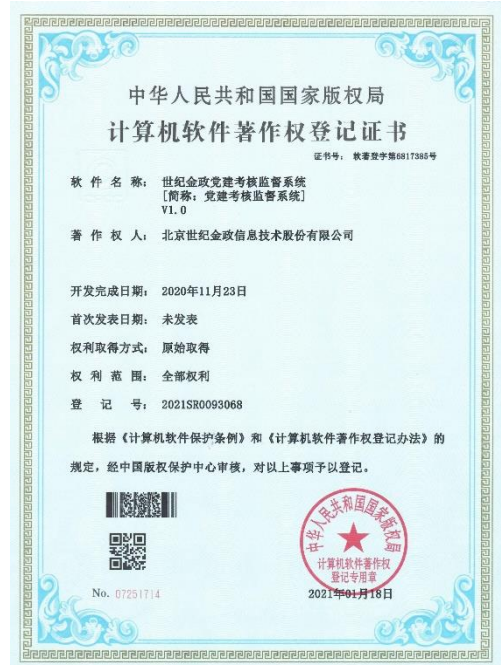 中华人民共和国国家版权局
计算机软件著作权登记证书
证书号： 软著登字第6817385号
软件名称： 世纪金政党建考核监督系统
[简称：党建考核监督系统]
V1.0
著作权人： 北京世纪金政信息技术股份有限公司
开发完成日期： 2020年11月23日
首次发表日期： 未发表
权利取得方式： 原始取得
权利范围： 全部权利
登记号： 2021SR0093068
根据《计算机软件保护条例》和《计算机软件著作权登记办法》的
规定，经中国版权保护中心审核，对以上事项予以登记。
中华人民共和国国家版权局
计算机软件著作权
登记专用章
No. 07251714
2021年01月18日